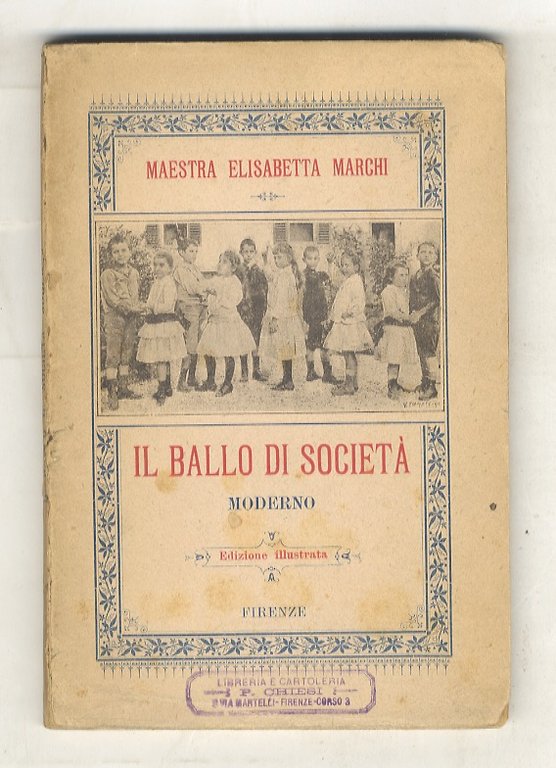 MAESTRA ELISABETTA MARCHI
IL BALLO DI SOCIETÀ
MODERNO
Edizione illustrata
FIRENZE
LIBRERIA E CARTOLERIA
P. CHIESI
VIA MARTELLI - FIRENZE - CORSO 3